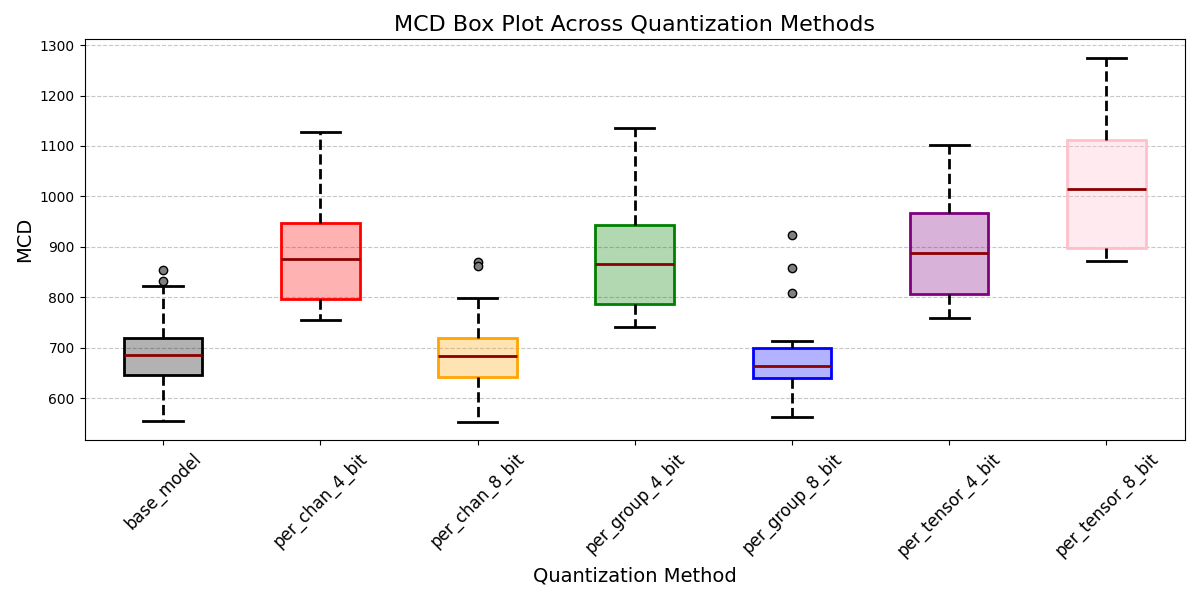 MCD Box Plot Across Quantization Methods
1300
1200
1100
1000
900
800
700
600
MCD
base_model
per_chan_4_bit
per_chan_8_bit
per_group_4_bit
per_group_8_bit
per_tensor_4_bit
per_tensor_8_bit
Quantization Method